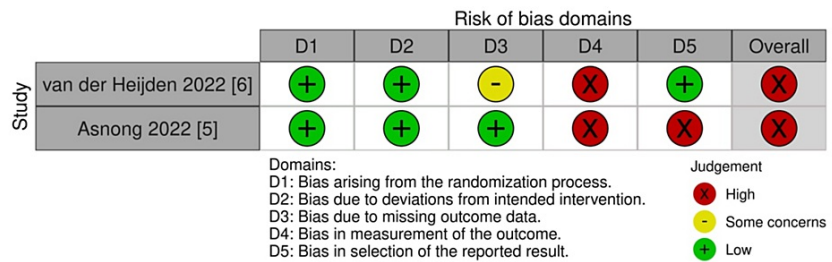 Risk of bias domains
D1 D2 D3 D4 D5 Overall
Study
van der Heijden 2022 [6] + + - X + X
Asnong 2022 [5] + + + X X X
Domains:
D1: Bias arising from the randomization process.
D2: Bias due to deviations from intended intervention.
D3: Bias due to missing outcome data.
D4: Bias in measurement of the outcome.
D5: Bias in selection of the reported result.
Judgement
X High
- Some concerns
+ Low